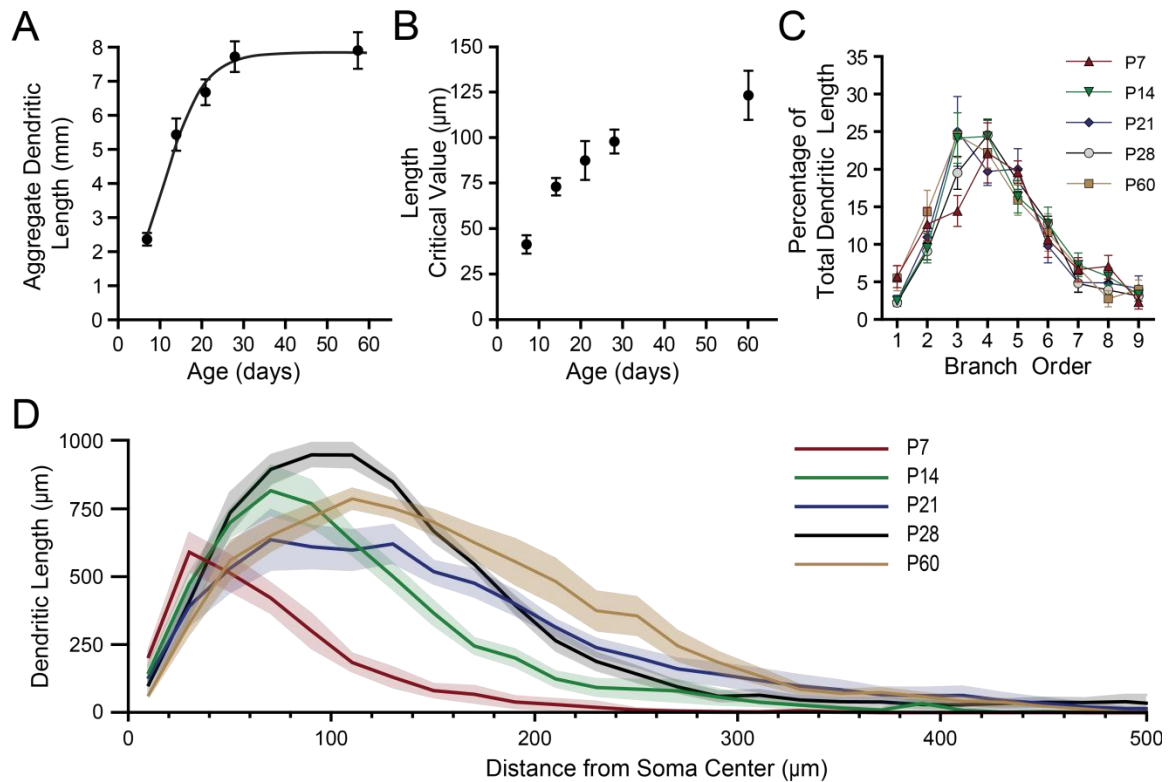 A
Aggregate Dendritic
Length (mm)
8
7
6
5
4
3
2
1
0
0 10 20 30 40 50 60
Age (days)
B
Length
Critical Value (µm)
150
125
100
75
50
25
0
0 10 20 30 40 50 60
Age (days)
C
Percentage of
Total Dendritic Length
35
30
25
20
15
10
5
0
1 2 3 4 5 6 7 8 9
Branch Order
P7
P14
P21
P28
P60
D
Dendritic Length (µm)
1000
750
500
250
0
0 100 200 300 400 500
Distance from Soma Center (µm)
P7
P14
P21
P28
P60